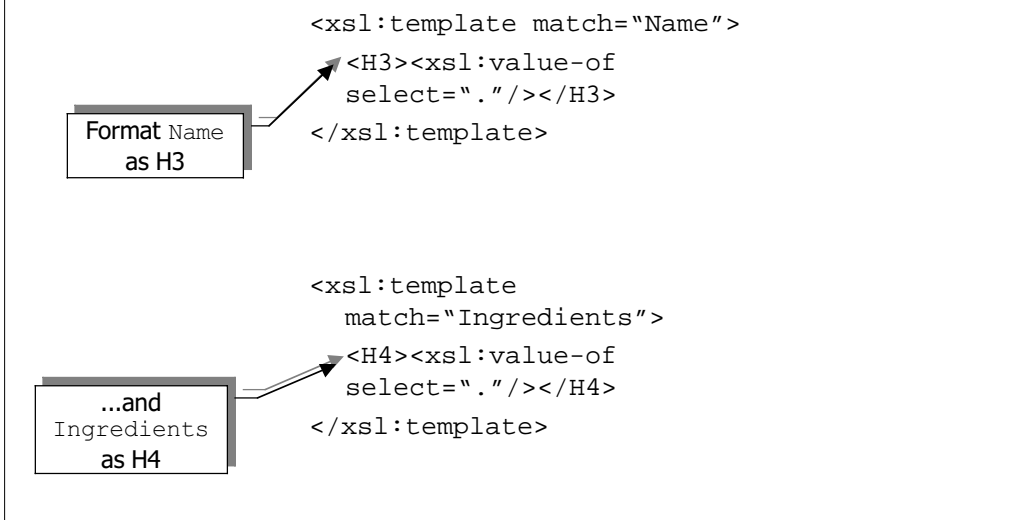 <xsl:template match=“Name”>
<H3><xsl:value-of
select=“.”/></H3>
</xsl:template>
Format Name
as H3
<xsl:template
match=“Ingredients”>
<H4><xsl:value-of
select=“.”/></H4>
</xsl:template>
...and
Ingredients
as H4